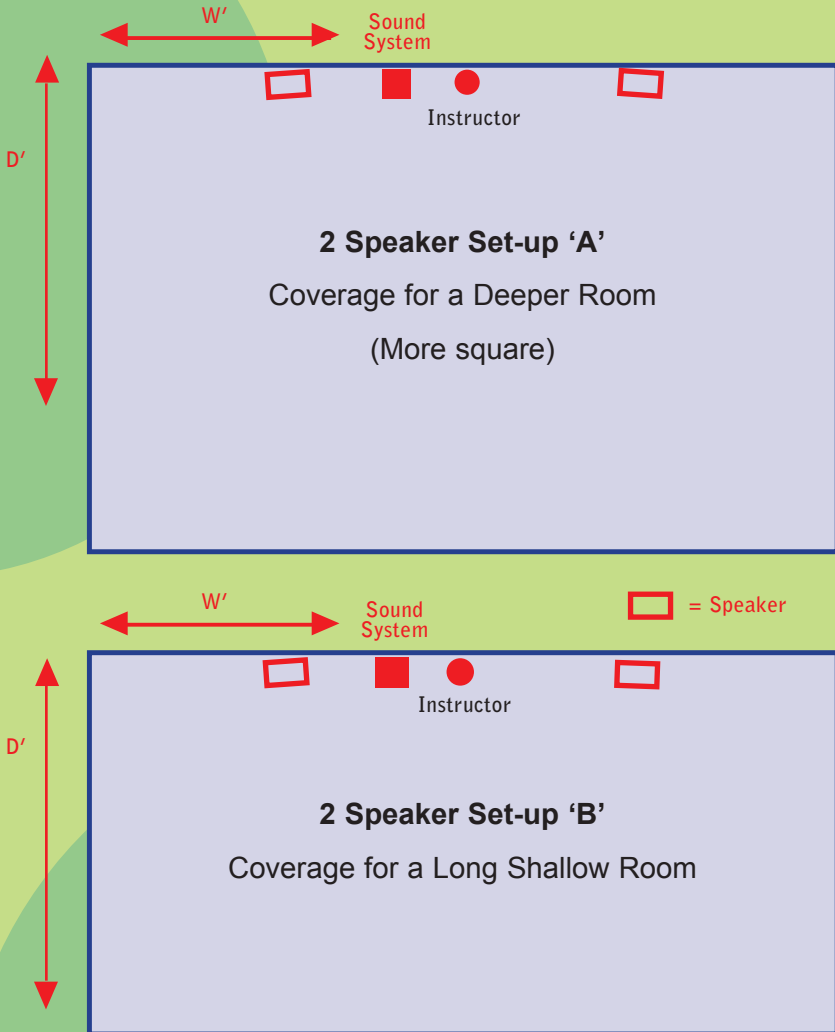 W′
Sound
System
D′
Instructor
2 Speaker Set-up ‘A’
Coverage for a Deeper Room
(More square)
W′
Sound
System
= Speaker
D′
Instructor
2 Speaker Set-up ‘B’
Coverage for a Long Shallow Room